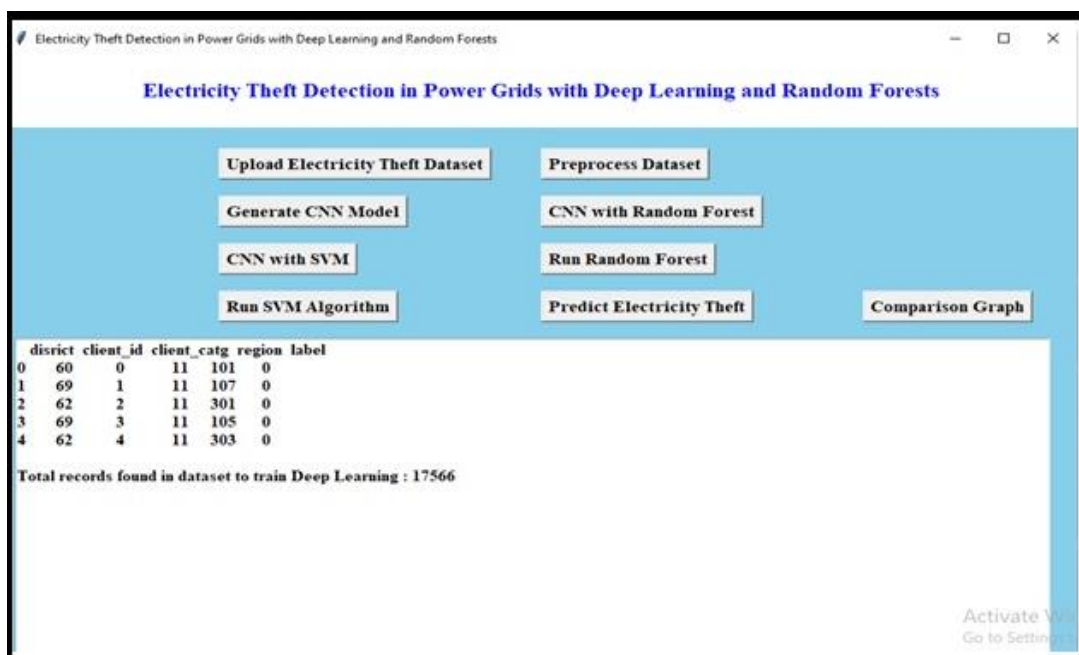 Electricity Theft Detection in Power Grids with Deep Learning and Random Forests
Electricity Theft Detection in Power Grids with Deep Learning and Random Forests
Upload Electricity Theft Dataset Preprocess Dataset
Generate CNN Model CNN with Random Forest
CNN with SVM Run Random Forest
Run SVM Algorithm Predict Electricity Theft Comparison Graph
disrict client_id client_catg region label
0 60 0 11 101 0
1 69 1 11 107 0
2 62 2 11 301 0
3 69 3 11 105 0
4 62 4 11 303 0
Total records found in dataset to train Deep Learning : 17566
Activate
Go to